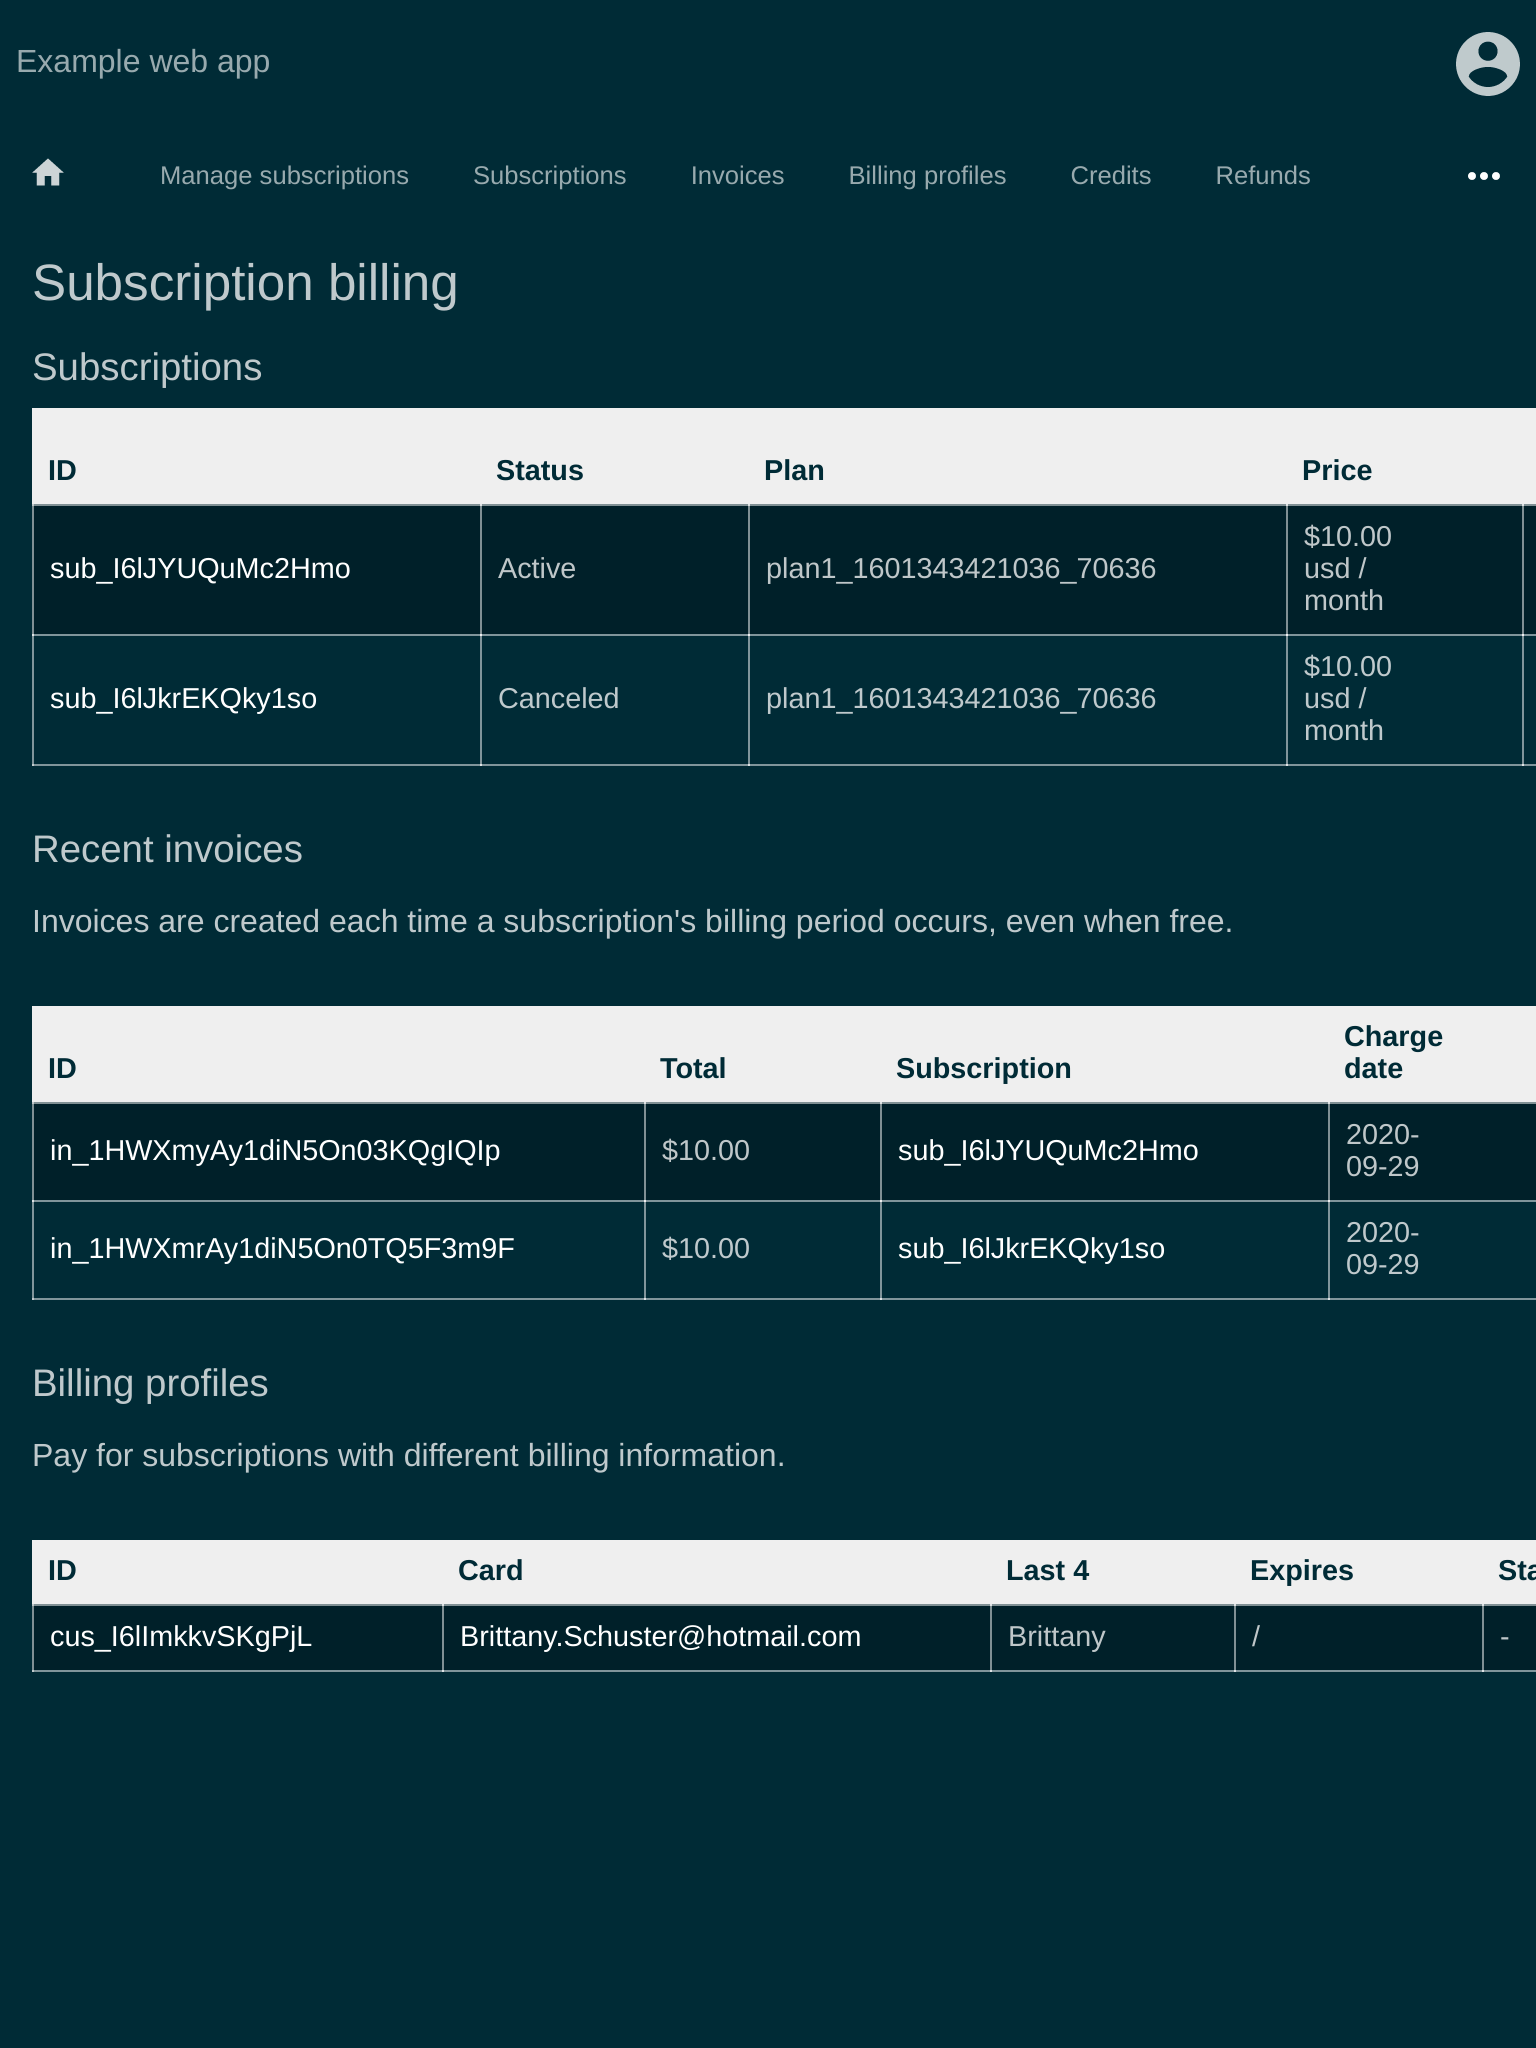 Example web app
Manage subscriptions Subscriptions Invoices Billing profiles Credits Refunds
Subscription billing
Subscriptions
ID Status Plan Price
sub_I6lJYUQuMc2Hmo Active plan1_1601343421036_70636 $10.00
usd /
month
sub_I6lJkrEKQky1so Canceled plan1_1601343421036_70636 $10.00
usd /
month
Recent invoices
Invoices are created each time a subscription's billing period occurs, even when free.
ID Total Subscription Charge
date
in_1HWXmyAy1diN5On03KQgIQIp $10.00 sub_I6lJYUQuMc2Hmo 2020-
09-29
in_1HWXmrAy1diN5On0TQ5F3m9F $10.00 sub_I6lJkrEKQky1so 2020-
09-29
Billing profiles
Pay for subscriptions with different billing information.
ID Card Last 4 Expires
cus_I6lImkkvSKgPjL Brittany.Schuster@hotmail.com Brittany / -